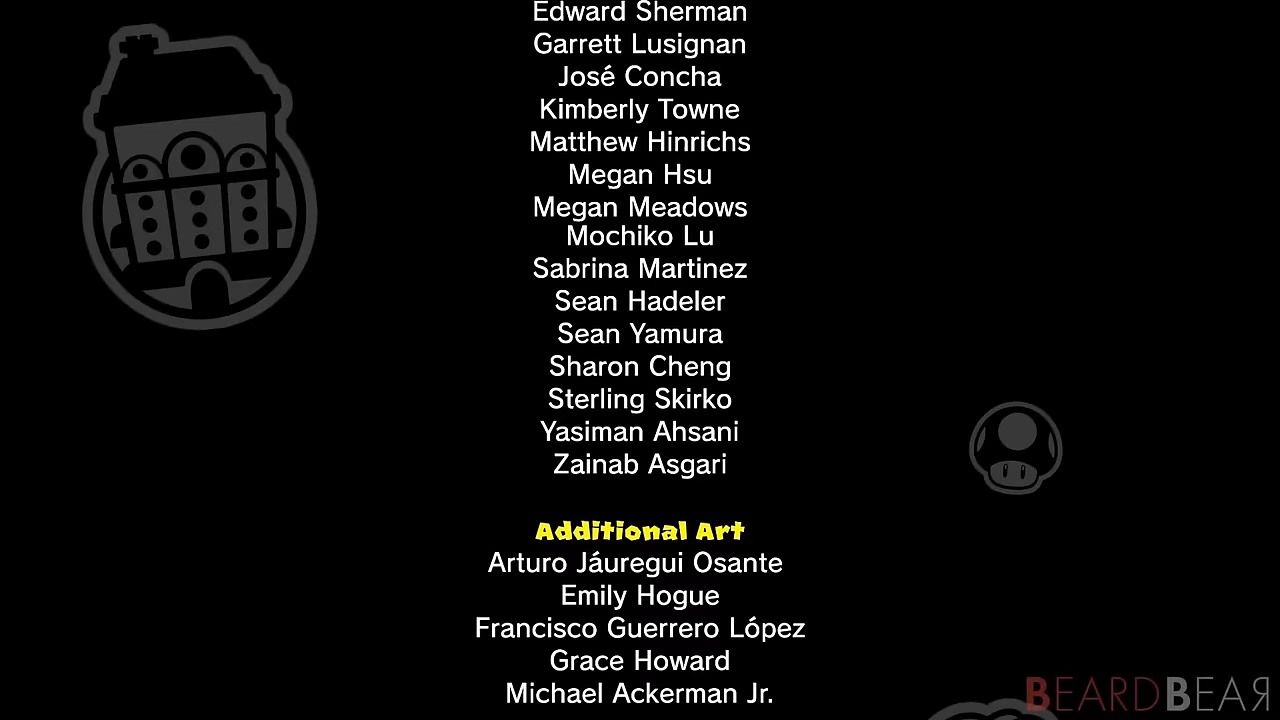 Edward Sherman
Garrett Lusignan
José Concha
Kimberly Towne
Matthew Hinrichs
Megan Hsu
Megan Meadows
Mochiko Lu
Sabrina Martinez
Sean Hadeler
Sean Yamura
Sharon Cheng
Sterling Skirko
Yasiman Ahsani
Zainab Asgari
Additional Art
Arturo Jáuregui Osante
Emily Hogue
Francisco Guerrero López
Grace Howard
Michael Ackerman Jr.
BEARDBEAR